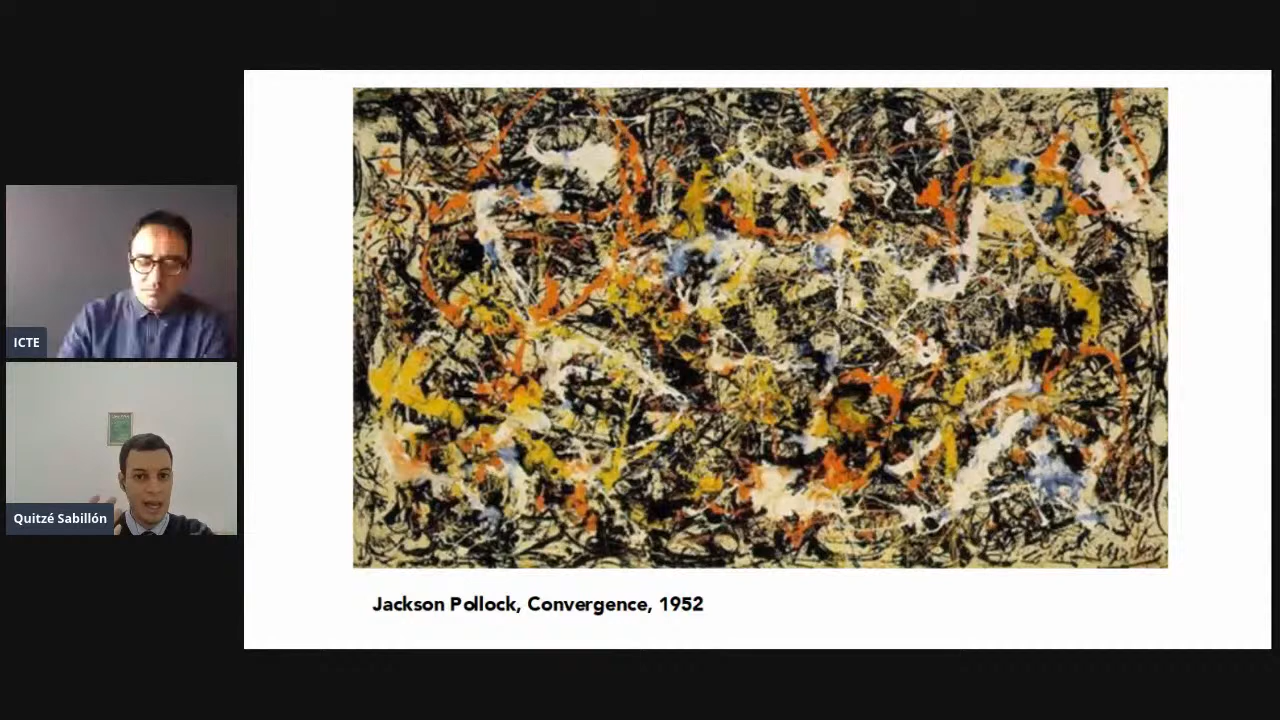 ICTE
Quitzé Sabillón
Jackson Pollock, Convergence, 1952